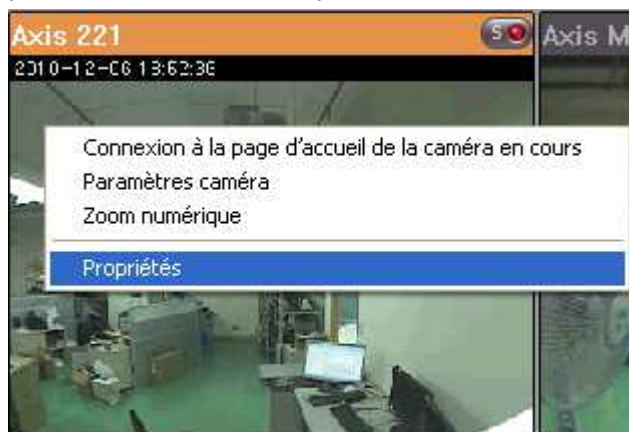 Axis 221
S
Axis M
2010-12-06 13:52:36
Connexion à la page d'accueil de la caméra en cours
Paramètres caméra
Zoom numérique
Propriétés